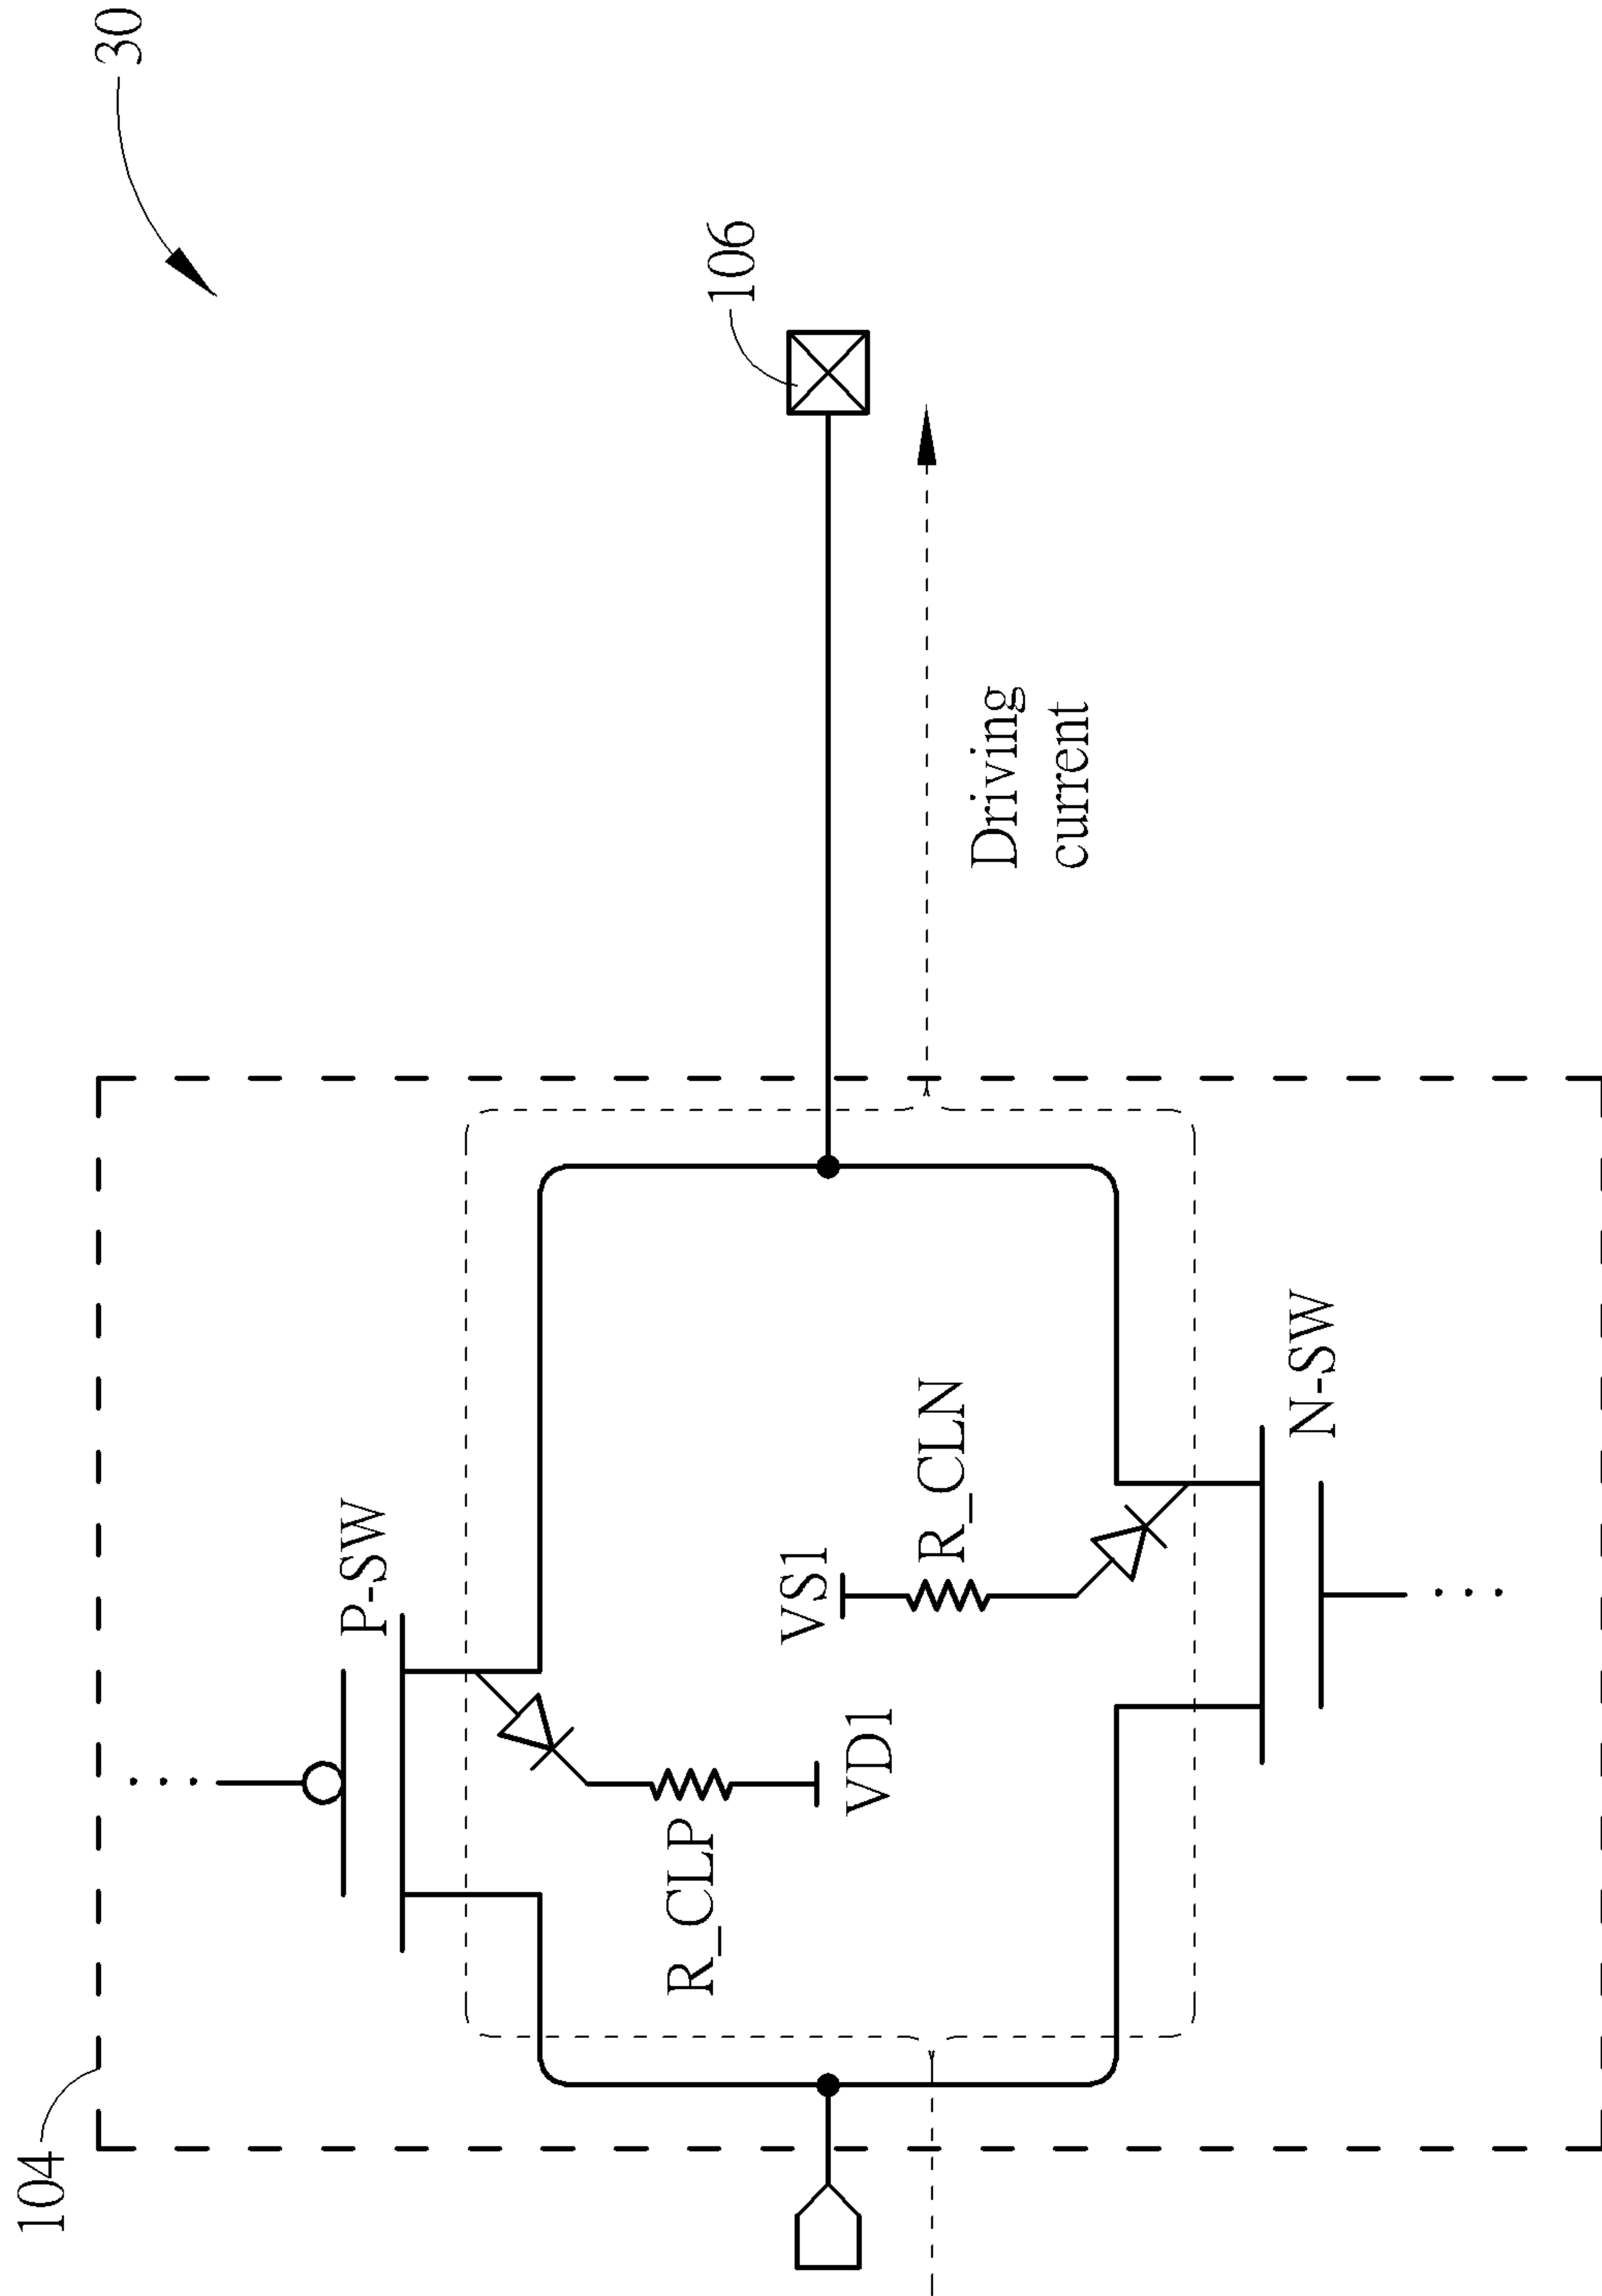 30
104
106
P-SW
R_CLP
VD1
VS1
R_CLN
N-SW
Driving
current